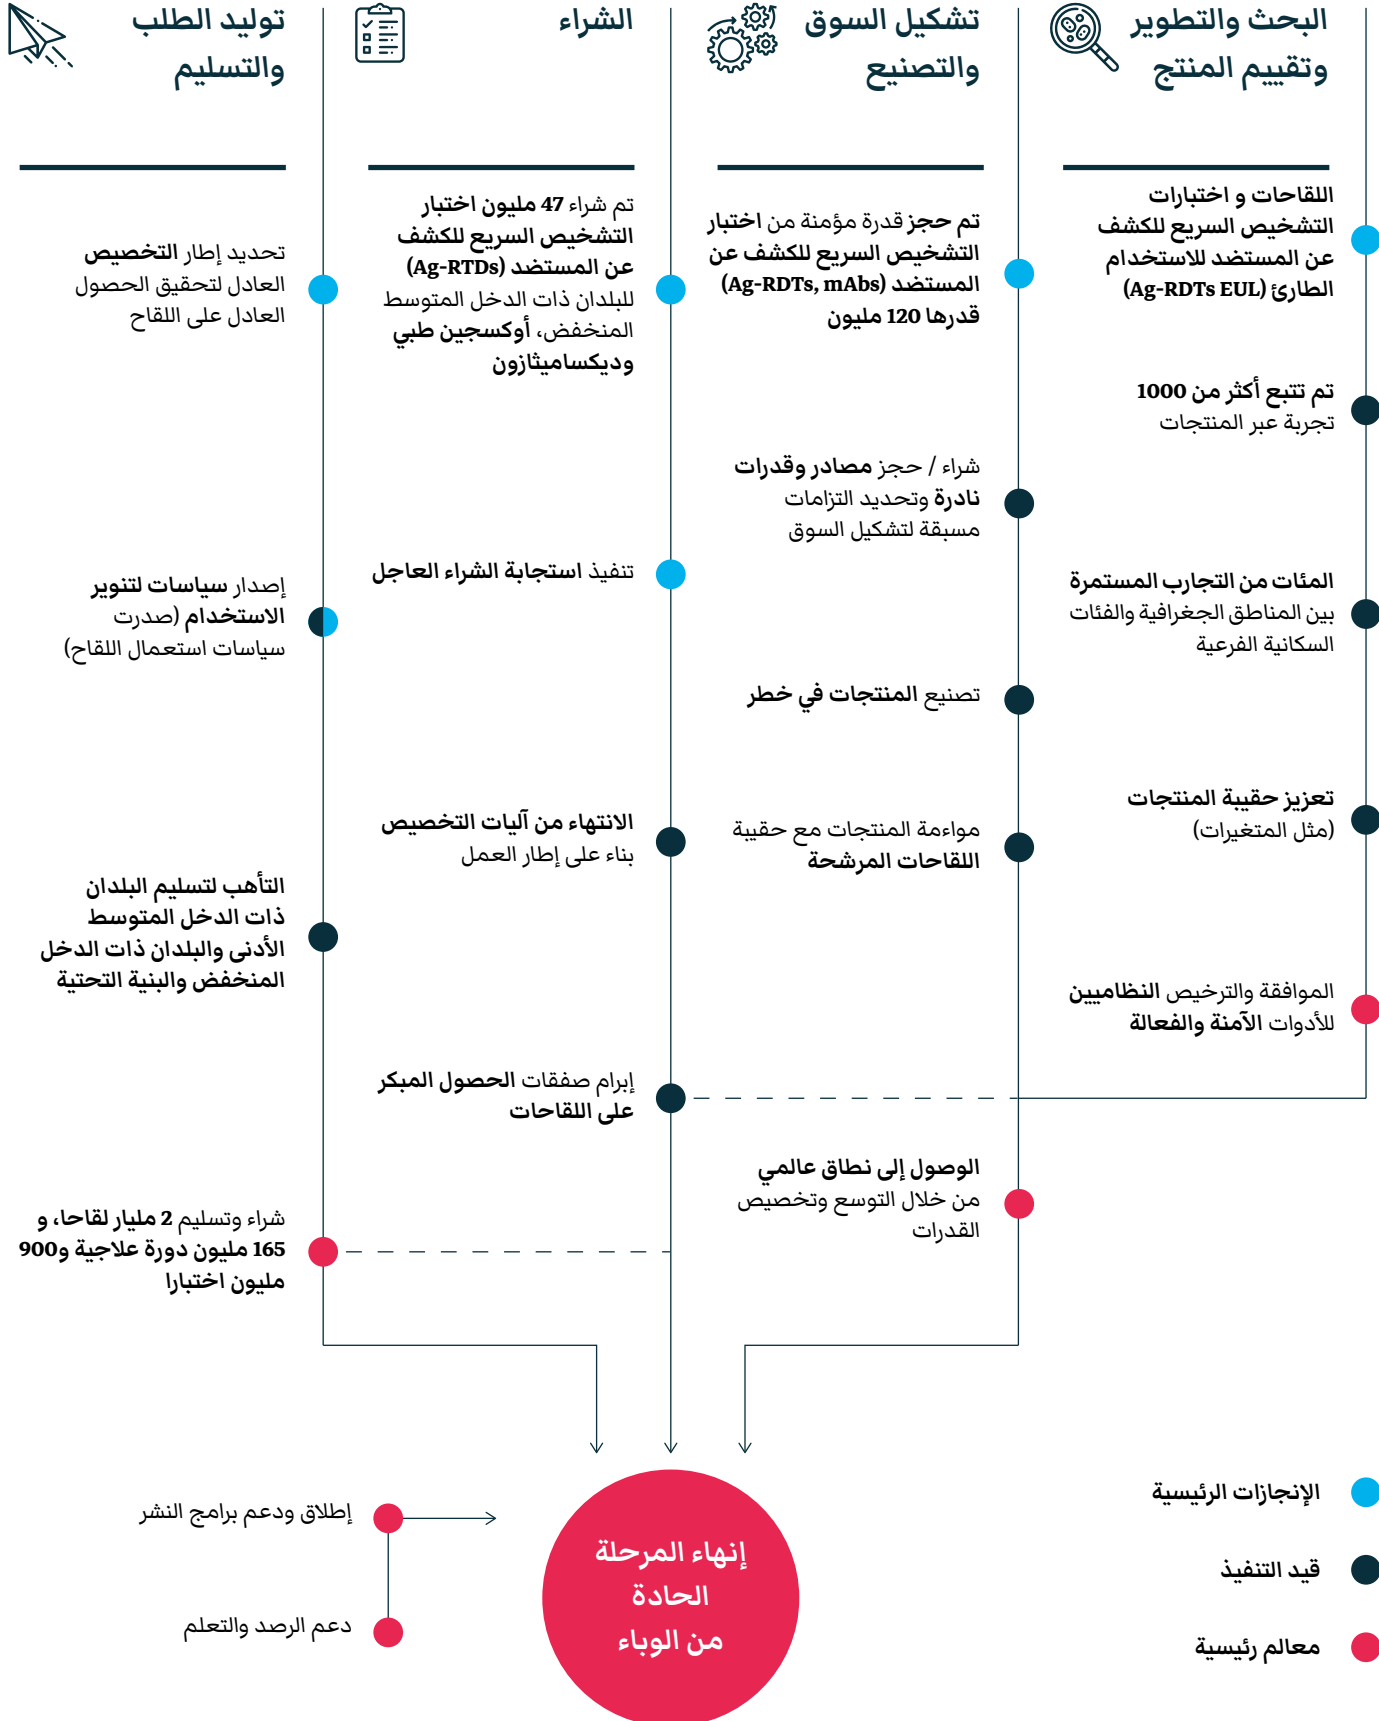 البحث والتطوير
وتقييم المنتج
اللقاحات و اختبارات
التشخيص السريع للكشف
عن المستضد للاستخدام
الطارئ (Ag-RDTs EUL)
تم تتبع أكثر من 1000
تجربة عبر المنتجات
المئات من التجارب المستمرة
بين المناطق الجغرافية والفئات
السكانية الفرعية
تعزيز حقيبة المنتجات
(مثل المتغيرات)
الموافقة والترخيص النظاميين
للأدوات الآمنة والفعالة
تشكيل السوق
والتصنيع
تم حجز قدرة مؤمنة من اختبار
التشخيص السريع للكشف عن
المستضد (Ag-RDTs, mAbs)
قدرها 120 مليون
شراء / حجز مصادر وقدرات
نادرة وتحديد التزامات
مسبقة لتشكيل السوق
تصنيع المنتجات في خطر
مواءمة المنتجات مع حقيبة
اللقاحات المرشحة
الوصول إلى نطاق عالمي
من خلال التوسع وتخصيص
القدرات
الشراء
تم شراء 47 مليون اختبار
التشخيص السريع للكشف
عن المستضد (Ag-RTDs)
للبلدان ذات الدخل المتوسط
المنخفض، أوكسجين طبي
وديكساميثازون
تنفيذ استجابة الشراء العاجل
الانتهاء من آليات التخصيص
بناء على إطار العمل
إبرام صفقات الحصول المبكر
على اللقاحات
توليد الطلب
والتسليم
تحديد إطار التخصيص
العادل لتحقيق الحصول
العادل على اللقاح
إصدار سياسات لتنوير
الاستخدام (صدرت
سياسات استعمال اللقاح)
التأهب لتسليم البلدان
ذات الدخل المتوسط
الأدنى والبلدان ذات الدخل
المنخفض والبنية التحتية
شراء وتسليم 2 مليار لقاحا، و
165 مليون دورة علاجية و900
مليون اختبارا
الإنجازات الرئيسية
قيد التنفيذ
معالم رئيسية
إنهاء المرحلة
الحادة
من الوباء
إطلاق ودعم برامج النشر
دعم الرصد والتعلم